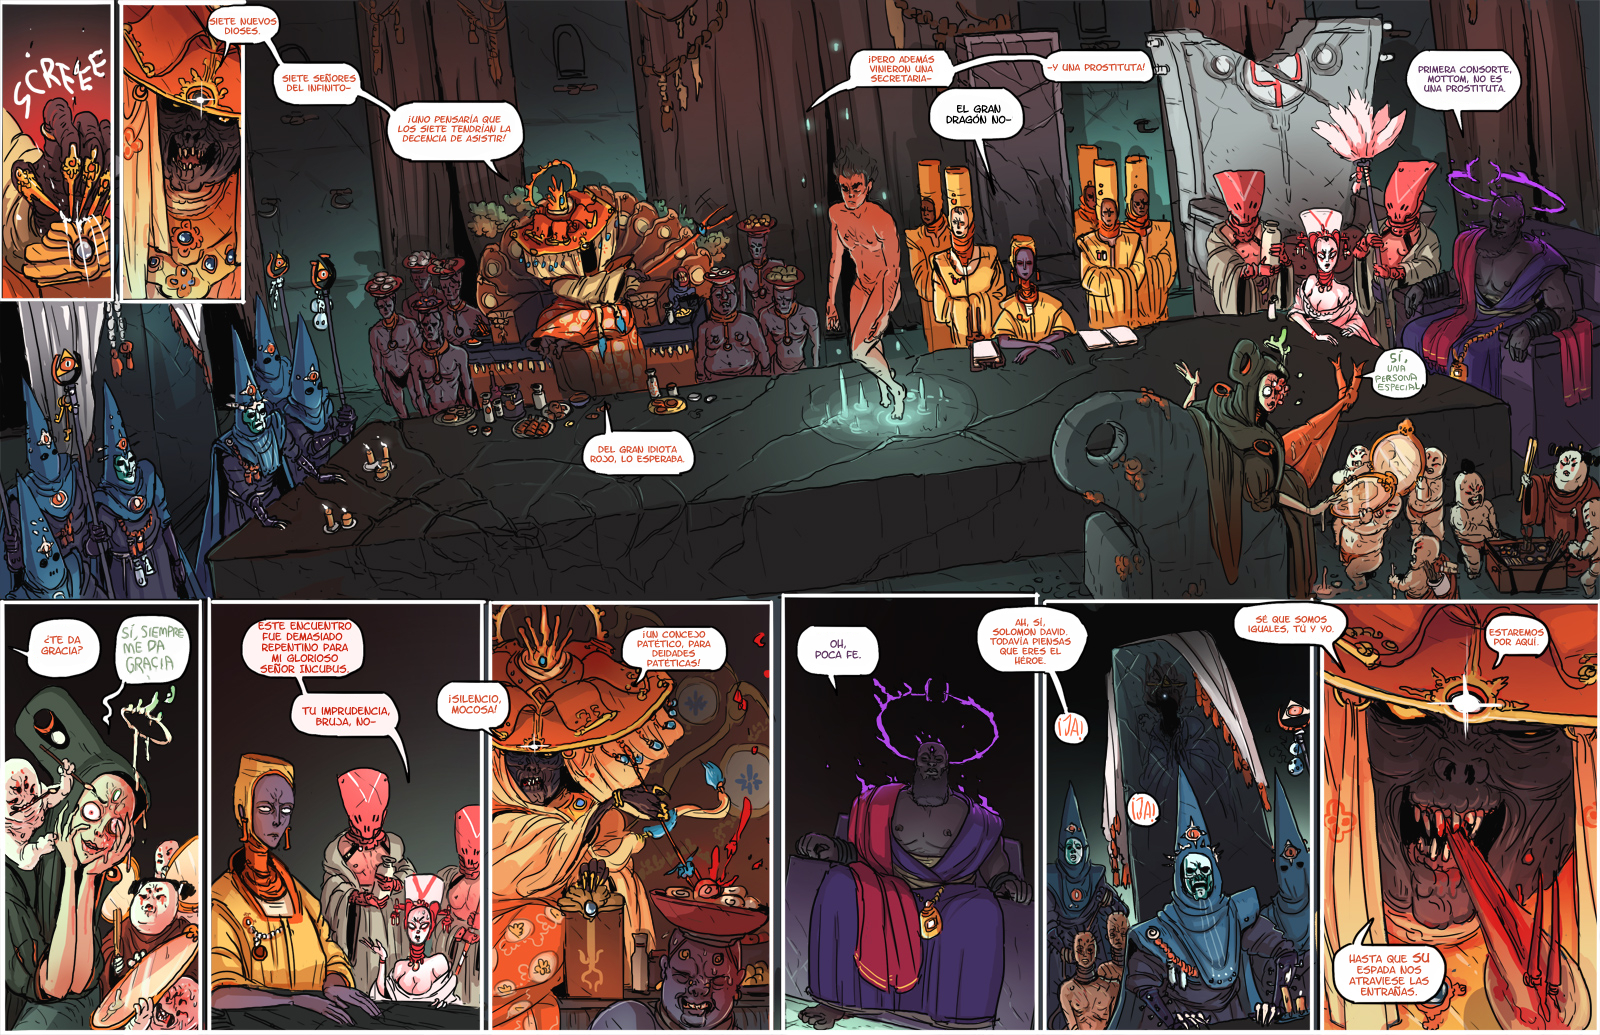 SCREEE
SIETE NUEVOS
DIOSES.
SIETE SEÑORES
DEL INFINITO-
¡UNO PENSARÍA QUE
LOS SIETE TENDRÍAN LA
DECENCIA DE ASISTIR!
¡PERO ADEMÁS
VINIERON UNA
SECRETARIA-
-Y UNA PROSTITUTA!
EL GRAN
DRAGÓN NO-
PRIMERA CONSORTE,
MOTTOM, NO ES
UNA PROSTITUTA.
SÍ,
UNA
PERSONA
ESPECIAL
DEL GRAN IDIOTA
ROJO, LO ESPERABA.
¿TE DA
GRACIA?
SÍ, SIEMPRE
ME DA
GRACIA
ESTE ENCUENTRO
FUE DEMASIADO
REPENTINO PARA
MI GLORIOSO
SEÑOR INCUBUS.
TU IMPRUDENCIA,
BRUJA, NO-
¡SILENCIO,
MOCOSA!
¡UN CONCEJO
PATÉTICO, PARA
DEIDADES
PATÉTICAS!
OH,
POCA FE.
AH, SÍ,
SOLOMON DAVID.
TODAVÍA PIENSAS
QUE ERES EL
HÉROE.
¡JA!
¡JA!
SÉ QUE SOMOS
IGUALES, TÚ Y YO.
ESTAREMOS
POR AQUÍ.
HASTA QUE SU
ESPADA NOS
ATRAVIESE LAS
ENTRAÑAS.